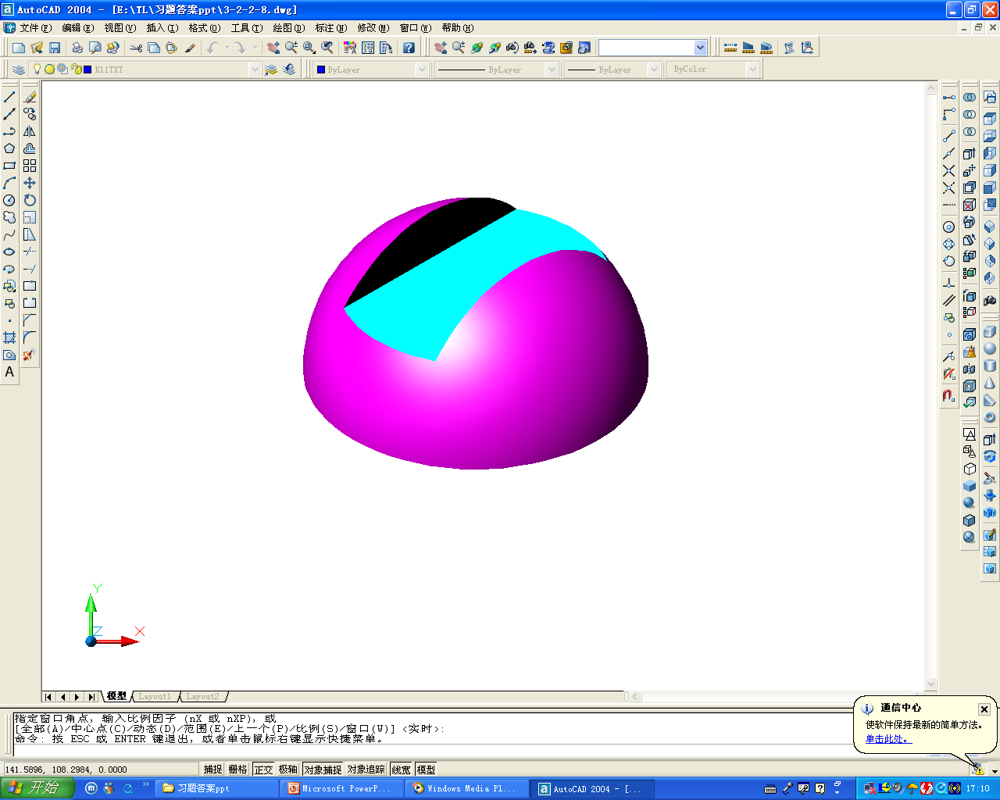 AutoCAD 2004 - [E:\TL\习题答案ppt\3-2-2-8.dwg]
文件(F) 编辑(E) 视图(V) 插入(I) 格式(O) 工具(T) 绘图(D) 标注(N) 修改(M) 窗口(W) 帮助(H)
K11TXT ByLayer ByLayer ByLayer ByColor
A
Y
Z X
模型 Layout1 Layout2
指定窗口角点，输入比例因子 (nX 或 nXP)，或
[全部(A)/中心点(C)/动态(D)/范围(E)/上一个(P)/比例(S)/窗口(W)] <实时>:
命令: 按 ESC 或 ENTER 键退出，或者单击鼠标右键显示快捷菜单。
通信中心
使软件保持最新的简单方法。
单击此处。
141.5896, 108.2984, 0.0000 捕捉 栅格 正交 极轴 对象捕捉 对象追踪 线宽 模型
开始 习题答案ppt Microsoft PowerP... Windows Media Pl... AutoCAD 2004 - [... 17:10